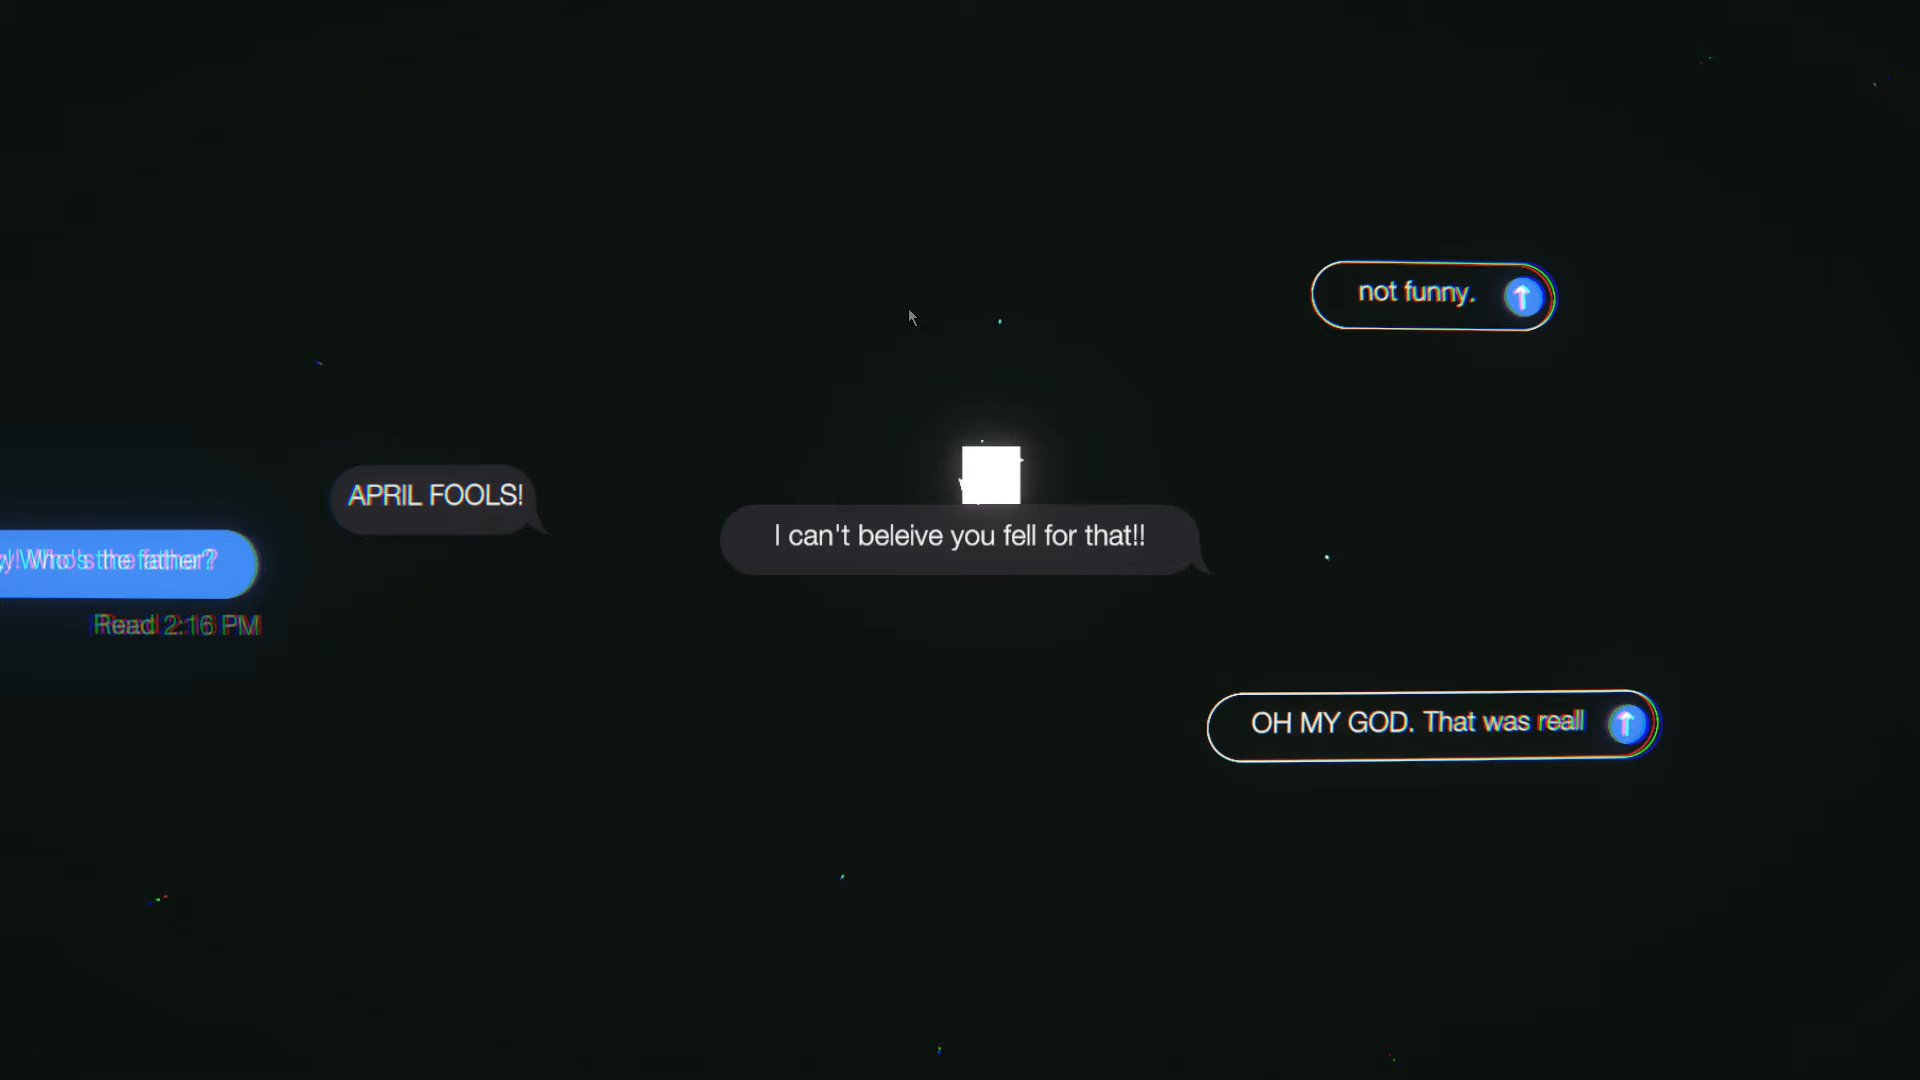 not funny.
APRIL FOOLS!
I can't beleive you fell for that!!
y! Who's the father?
Read 2:16 PM
OH MY GOD. That was reall